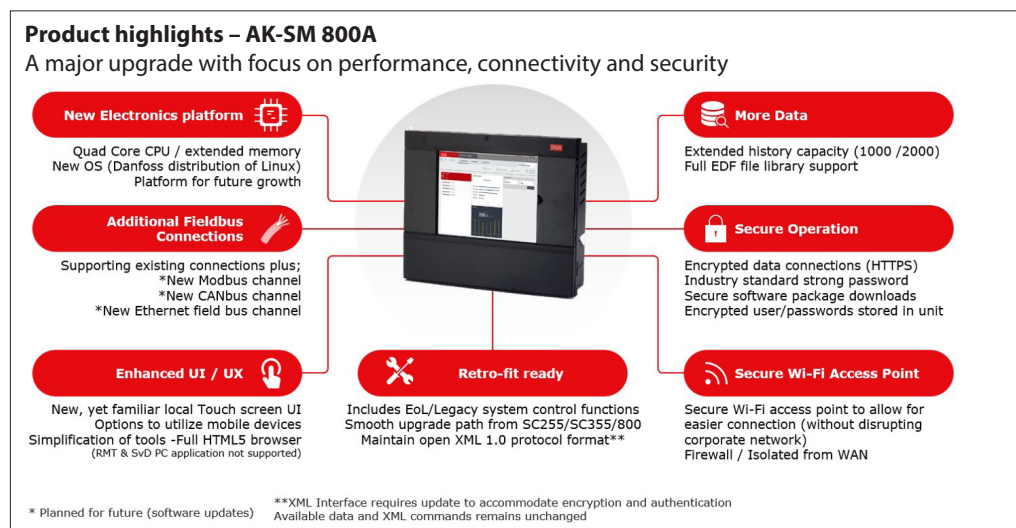 Product highlights – AK-SM 800A
A major upgrade with focus on performance, connectivity and security
New Electronics platform
Quad Core CPU / extended memory
New OS (Danfoss distribution of Linux)
Platform for future growth
Additional Fieldbus
Connections
Supporting existing connections plus;
*New Modbus channel
*New CANbus channel
*New Ethernet field bus channel
Enhanced UI / UX
New, yet familiar local Touch screen UI
Options to utilize mobile devices
Simplification of tools -Full HTML5 browser
(RMT & SvD PC application not supported)
Retro-fit ready
Includes EoL/Legacy system control functions
Smooth upgrade path from SC255/SC355/800
Maintain open XML 1.0 protocol format**
More Data
Extended history capacity (1000 /2000)
Full EDF file library support
Secure Operation
Encrypted data connections (HTTPS)
Industry standard strong password
Secure software package downloads
Encrypted user/passwords stored in unit
Secure Wi-Fi Access Point
Secure Wi-Fi access point to allow for
easier connection (without disrupting
corporate network)
Firewall / Isolated from WAN
* Planned for future (software updates)
**XML Interface requires update to accommodate encryption and authentication
Available data and XML commands remains unchanged